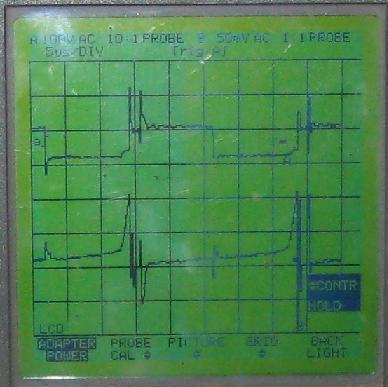 A 10V AC 10:1 PROBE B 50mV AC 1:1 PROBE
5us/DIV Trig:A↓
A
CONTR
HOLD
LCD
ADAPTER PROBE PICTURE GRID BACK
POWER CAL ⬍ ⬍ ⬍ LIGHT